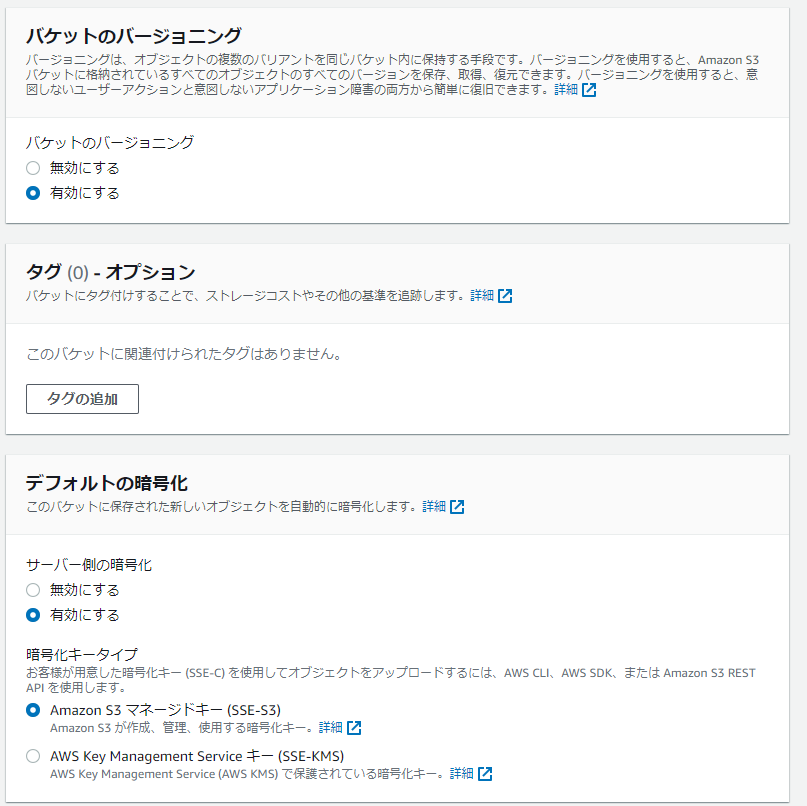 バケットのバージョニング
バージョニングは、オブジェクトの複数のバリアントを同じバケット内に保持する手段です。バージョニングを使用すると、Amazon S3
バケットに格納されているすべてのオブジェクトのすべてのバージョンを保存、取得、復元できます。バージョニングを使用すると、意
図しないユーザーアクションと意図しないアプリケーション障害の両方から簡単に復旧できます。詳細
バケットのバージョニング
無効にする
有効にする
タグ (0) - オプション
バケットにタグ付けすることで、ストレージコストやその他の基準を追跡します。詳細
このバケットに関連付けられたタグはありません。
タグの追加
デフォルトの暗号化
このバケットに保存された新しいオブジェクトを自動的に暗号化します。詳細
サーバー側の暗号化
無効にする
有効にする
暗号化キータイプ
お客様が用意した暗号化キー (SSE-C) を使用してオブジェクトをアップロードするには、AWS CLI、AWS SDK、または Amazon S3 REST
API を使用します。
Amazon S3 マネージドキー (SSE-S3)
Amazon S3 が作成、管理、使用する暗号化キー。詳細
AWS Key Management Service キー (SSE-KMS)
AWS Key Management Service (AWS KMS) で保護されている暗号化キー。詳細